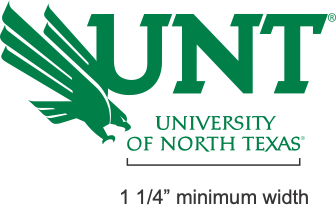 UNT®
UNIVERSITY
OF NORTH TEXAS®
1 1/4” minimum width